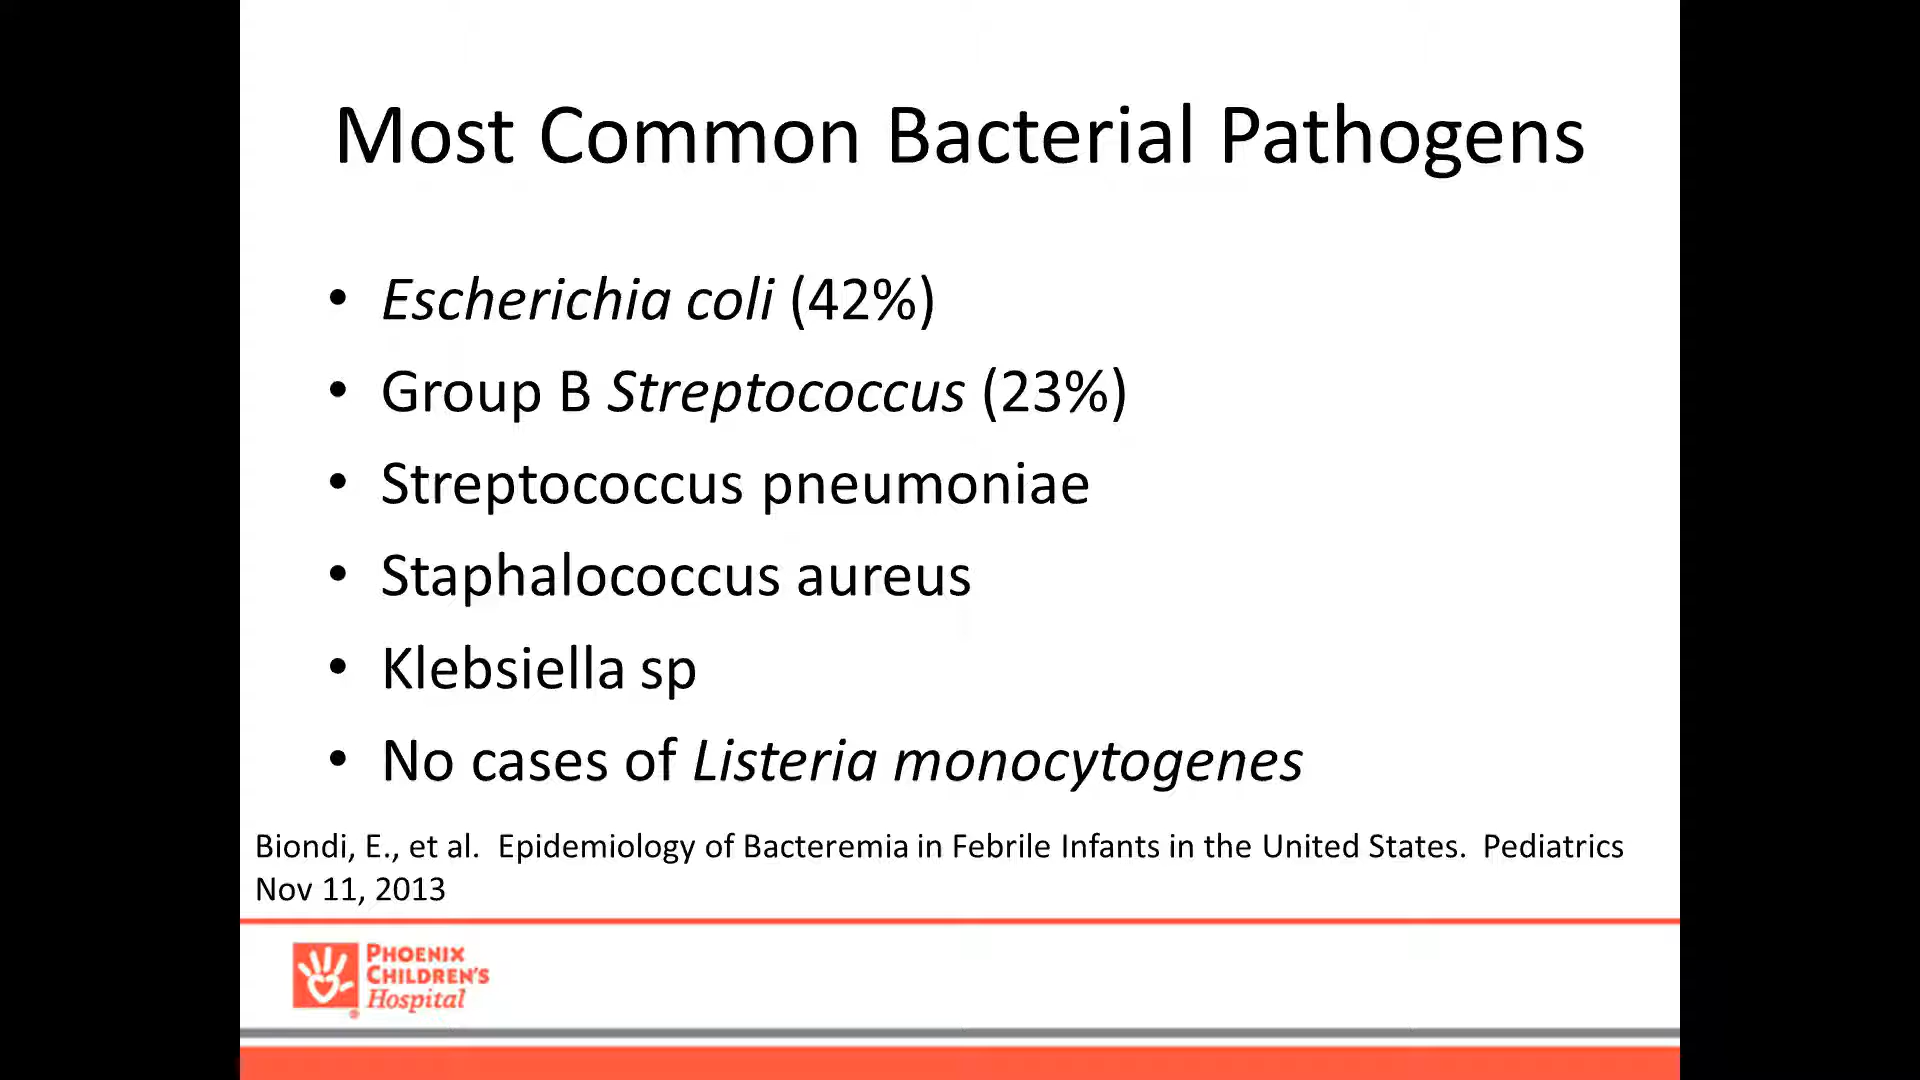 Most Common Bacterial Pathogens
• Escherichia coli (42%)
• Group B Streptococcus (23%)
• Streptococcus pneumoniae
• Staphalococcus aureus
• Klebsiella sp
• No cases of Listeria monocytogenes
Biondi, E., et al.  Epidemiology of Bacteremia in Febrile Infants in the United States.  Pediatrics
Nov 11, 2013
PHOENIX
CHILDREN'S
Hospital
®